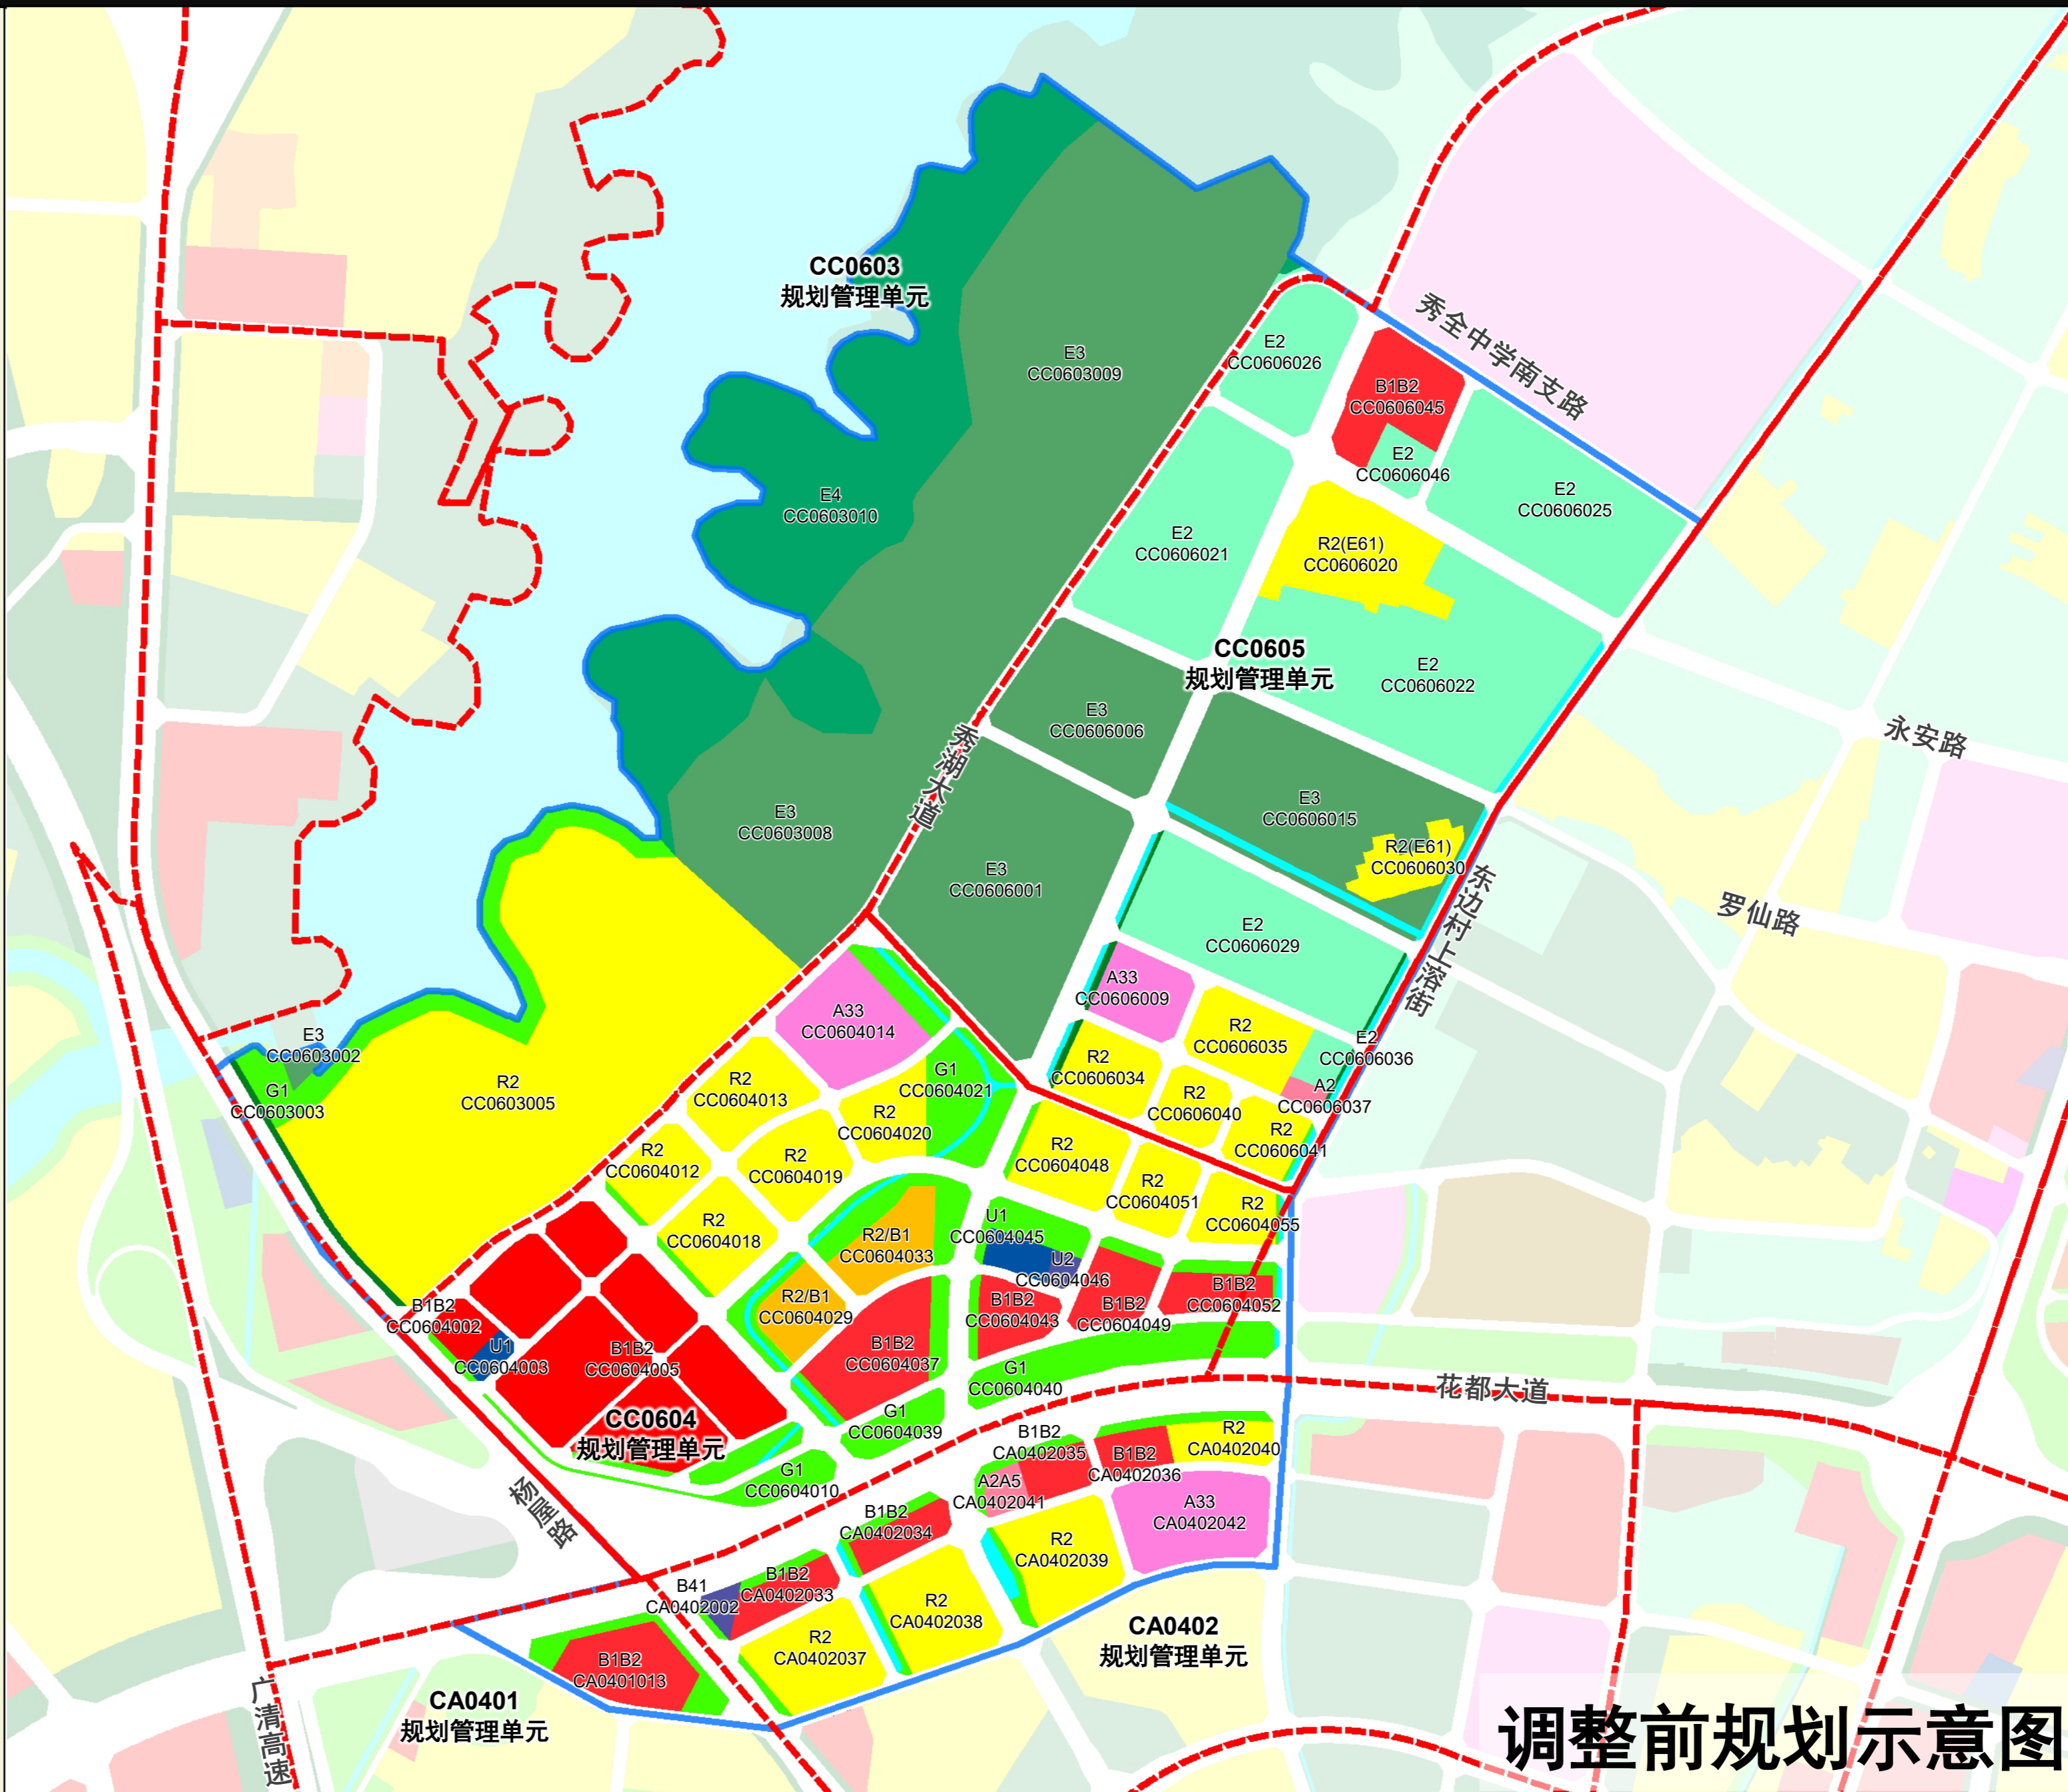 CC0603
规划管理单元
E3
CC0603009
E2
CC0606026
秀全中学南支路
B1B2
CC0606045
E2
CC0606046
E2
CC0606025
E4
CC0603010
E2
CC0606021
R2(E61)
CC0606020
CC0605
规划管理单元
E2
CC0606022
E3
CC0606006
永安路
秀湖大道
E3
CC0603008
E3
CC0606015
R2(E61)
CC0606030
E3
CC0606001
东边村上溶街
罗仙路
E2
CC0606029
A33
CC0606009
A33
CC0604014
E3
CC0603002
G1
CC0603003
R2
CC0603005
R2
CC0606035
E2
CC0606036
R2
CC0606034
A2
CC0606037
R2
CC0606040
R2
CC0606041
R2
CC0604013
G1
CC0604021
R2
CC0604020
R2
CC0604012
R2
CC0604019
R2
CC0604048
R2
CC0604051
R2
CC0604055
R2
CC0604018
R2/B1
CC0604033
U1
CC0604045
U2
CC0604046
R2/B1
CC0604029
B1B2
CC0604043
B1B2
CC0604049
B1B2
CC0604052
B1B2
CC0604002
U1
CC0604003
B1B2
CC0604005
B1B2
CC0604037
G1
CC0604040
花都大道
CC0604
规划管理单元
G1
CC0604039
G1
CC0604010
杨屋路
B1B2
CA0402035
B1B2
CA0402036
R2
CA0402040
A2A5
CA0402041
A33
CA0402042
B1B2
CA0402034
R2
CA0402039
B41
CA0402002
B1B2
CA0402033
R2
CA0402038
R2
CA0402037
CA0402
规划管理单元
B1B2
CA0401013
CA0401
规划管理单元
广清高速
调整前规划示意图